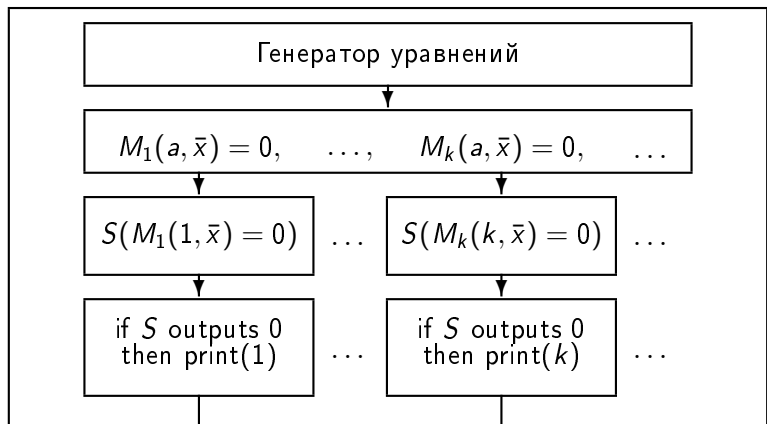 Генератор уравнений
M₁(a, x̄) = 0, ..., Mₖ(a, x̄) = 0, ...
S(M₁(1, x̄) = 0) ... S(Mₖ(k, x̄) = 0) ...
if S outputs 0 if S outputs 0
then print(1) ... then print(k) ...